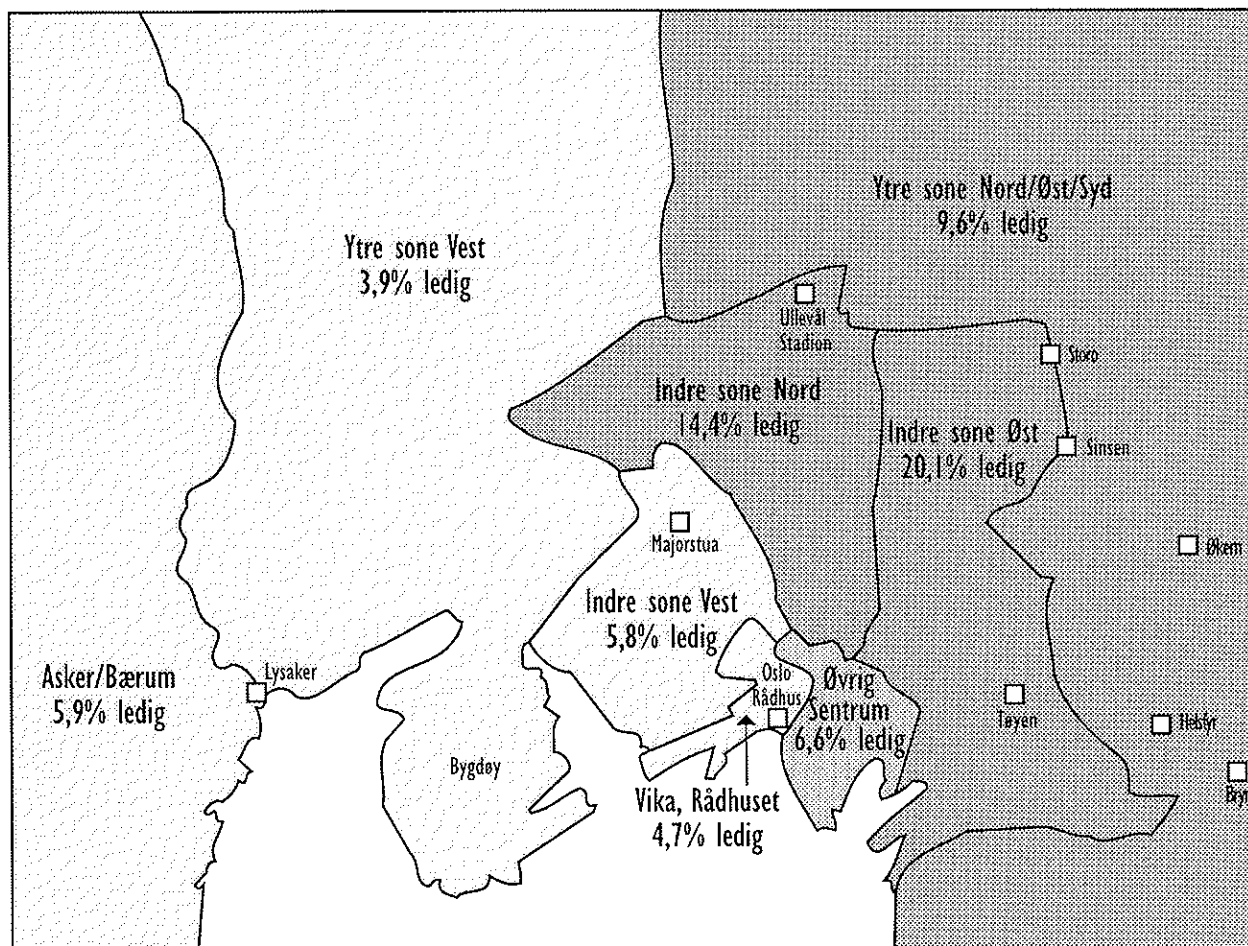 Ytre sone Nord/Øst/Syd
9,6% ledig
Ytre sone Vest
3,9% ledig
Ullevål
Stadion
Storo
Indre sone Nord
14,4% ledig
Indre sone Øst
20,1% ledig
Sinsen
Majorstua
Økern
Indre sone Vest
5,8% ledig
Asker/Bærum
5,9% ledig
Lysaker
Oslo
Rådhus
Øvrig
Sentrum
6,6% ledig
Tøyen
Helsfyr
Bygdøy
Bryn
Vika, Rådhuset
4,7% ledig